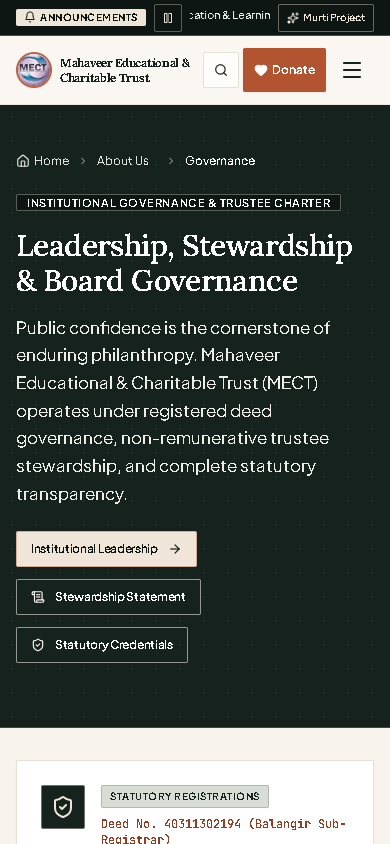 ANNOUNCEMENTS
cation & Learnin
Murti Project
MECT
Mahaveer Educational &
Charitable Trust
Donate
Home
About Us
Governance
INSTITUTIONAL GOVERNANCE & TRUSTEE CHARTER
Leadership, Stewardship
& Board Governance
Public confidence is the cornerstone of
enduring philanthropy. Mahaveer
Educational & Charitable Trust (MECT)
operates under registered deed
governance, non-remunerative trustee
stewardship, and complete statutory
transparency.
Institutional Leadership
Stewardship Statement
Statutory Credentials
STATUTORY REGISTRATIONS
Deed No. 40311302194 (Balangir Sub-
Registrar)